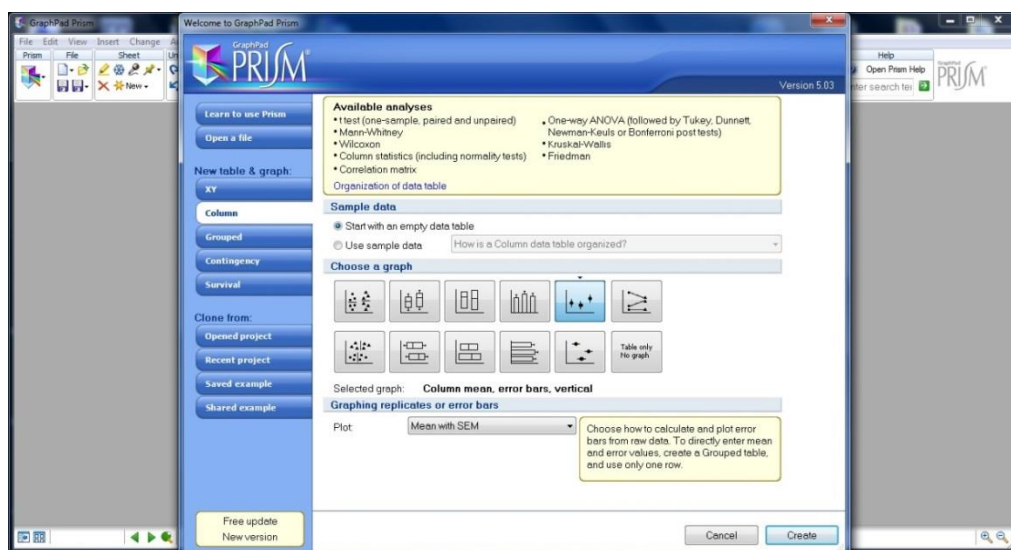 GraphPad Prism
File Edit View Insert Change
Prism File Sheet
New
Help
Open Prism Help
GraphPad
PRISM
Welcome to GraphPad Prism
GraphPad
PRISM®
Version 5.03
Learn to use Prism
Open a file
New table & graph:
XY
Column
Grouped
Contingency
Survival
Clone from:
Opened project
Recent project
Saved example
Shared example
Free update
New version
Available analyses
• t test (one-sample, paired and unpaired)
• Mann-Whitney
• Wilcoxon
• Column statistics (including normality tests)
• Correlation matrix
• One-way ANOVA (followed by Tukey, Dunnett,
Newman-Keuls or Bonferroni post tests)
• Kruskal-Wallis
• Friedman
Organization of data table
Sample data
Start with an empty data table
Use sample data
How is a Column data table organized?
Choose a graph
Table only
No graph
Selected graph: Column mean, error bars, vertical
Graphing replicates or error bars
Plot: Mean with SEM
Choose how to calculate and plot error
bars from raw data. To directly enter mean
and error values, create a Grouped table,
and use only one row.
Cancel
Create